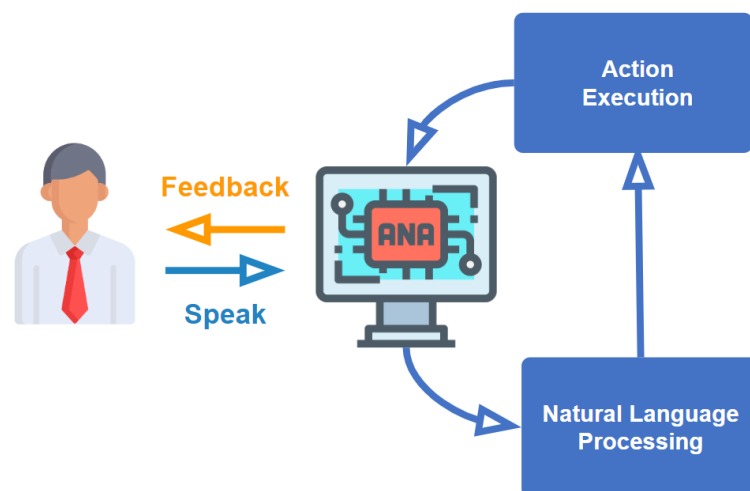 Action
Execution
Feedback
ANA
Speak
Natural Language
Processing